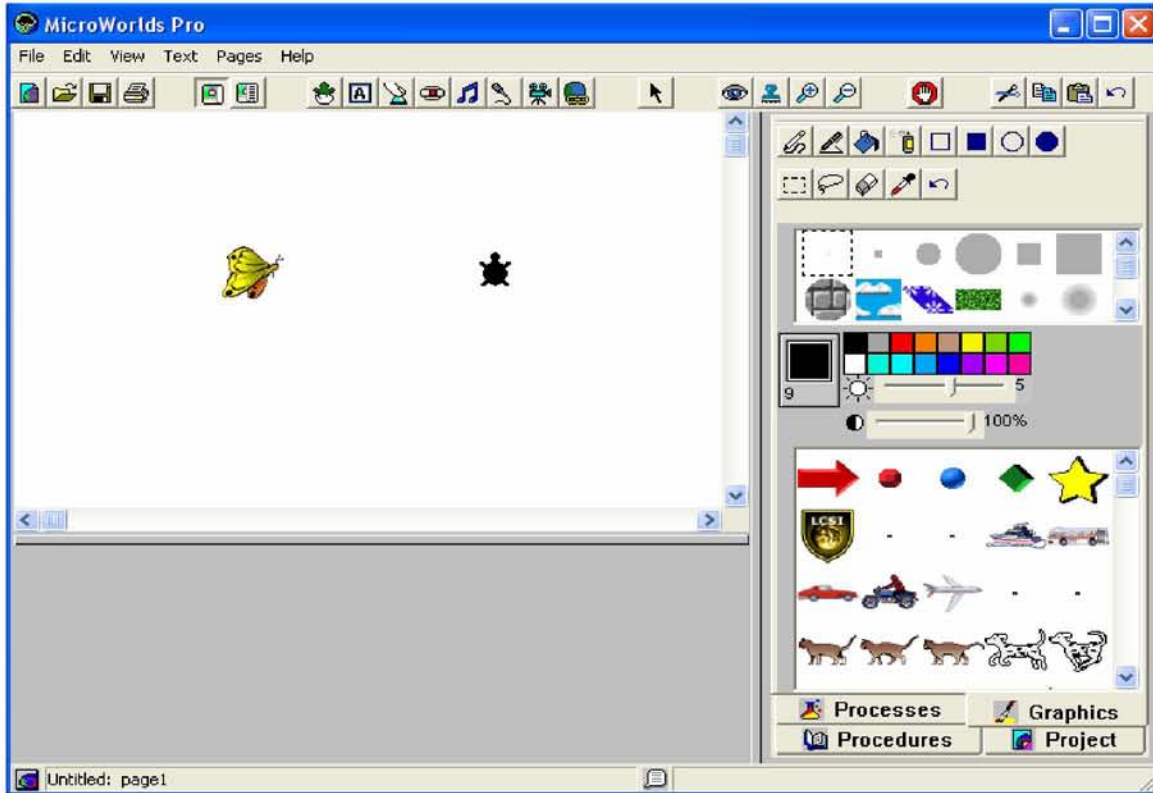 MicroWorlds Pro
File Edit View Text Pages Help
A
9
5
100%
LCSI
Processes
Graphics
Procedures
Project
Untitled: page1